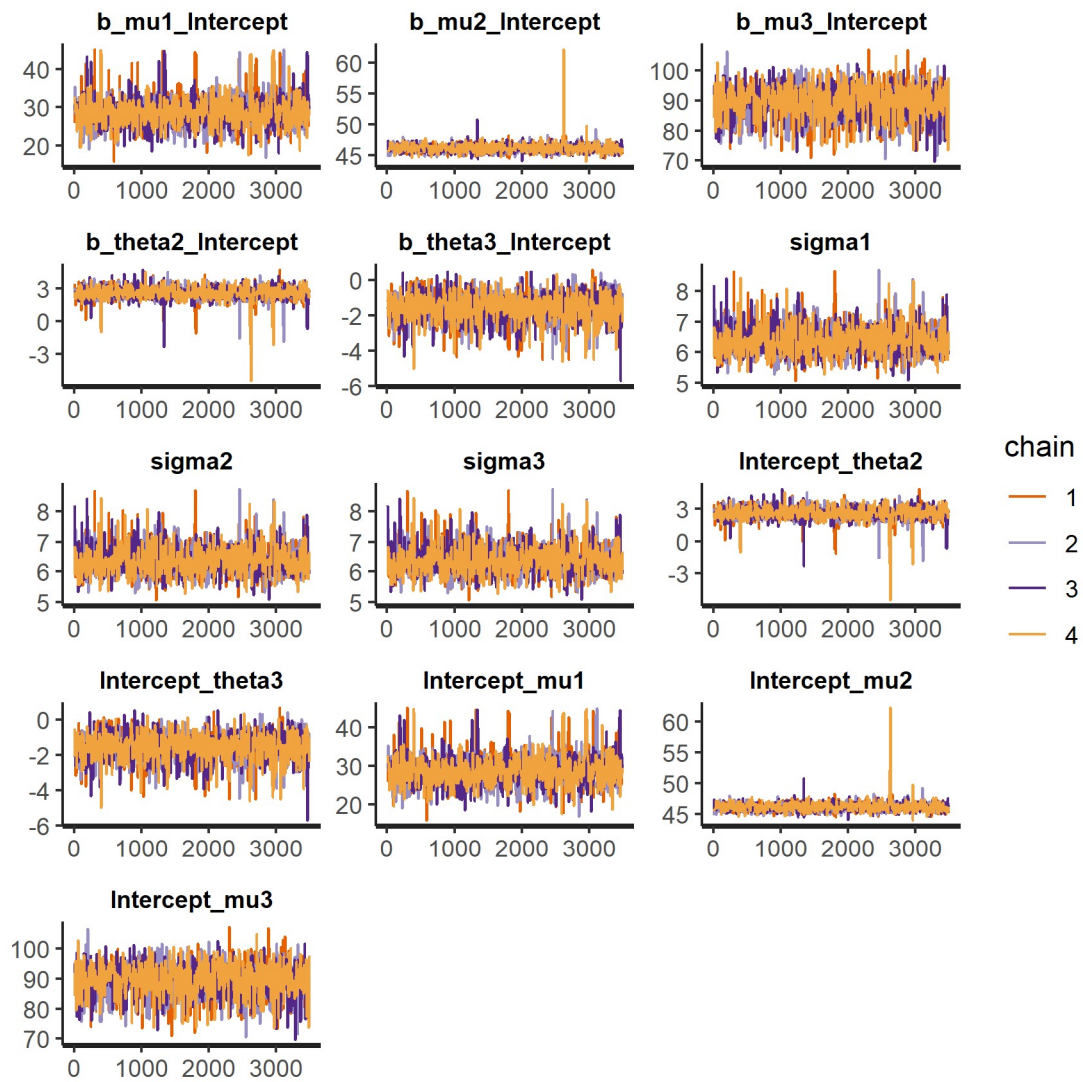 b_mu1_Intercept b_mu2_Intercept b_mu3_Intercept
40
30
20
0 1000 2000 3000
60
55
50
45
0 1000 2000 3000
100
90
80
70
0 1000 2000 3000
b_theta2_Intercept b_theta3_Intercept sigma1
3
0
-3
0 1000 2000 3000
0
-2
-4
-6
0 1000 2000 3000
8
7
6
5
0 1000 2000 3000
sigma2 sigma3 Intercept_theta2
8
7
6
5
0 1000 2000 3000
8
7
6
5
0 1000 2000 3000
3
0
-3
0 1000 2000 3000
Intercept_theta3 Intercept_mu1 Intercept_mu2
0
-2
-4
-6
0 1000 2000 3000
40
30
20
0 1000 2000 3000
60
55
50
45
0 1000 2000 3000
Intercept_mu3
100
90
80
70
0 1000 2000 3000
chain
1
2
3
4